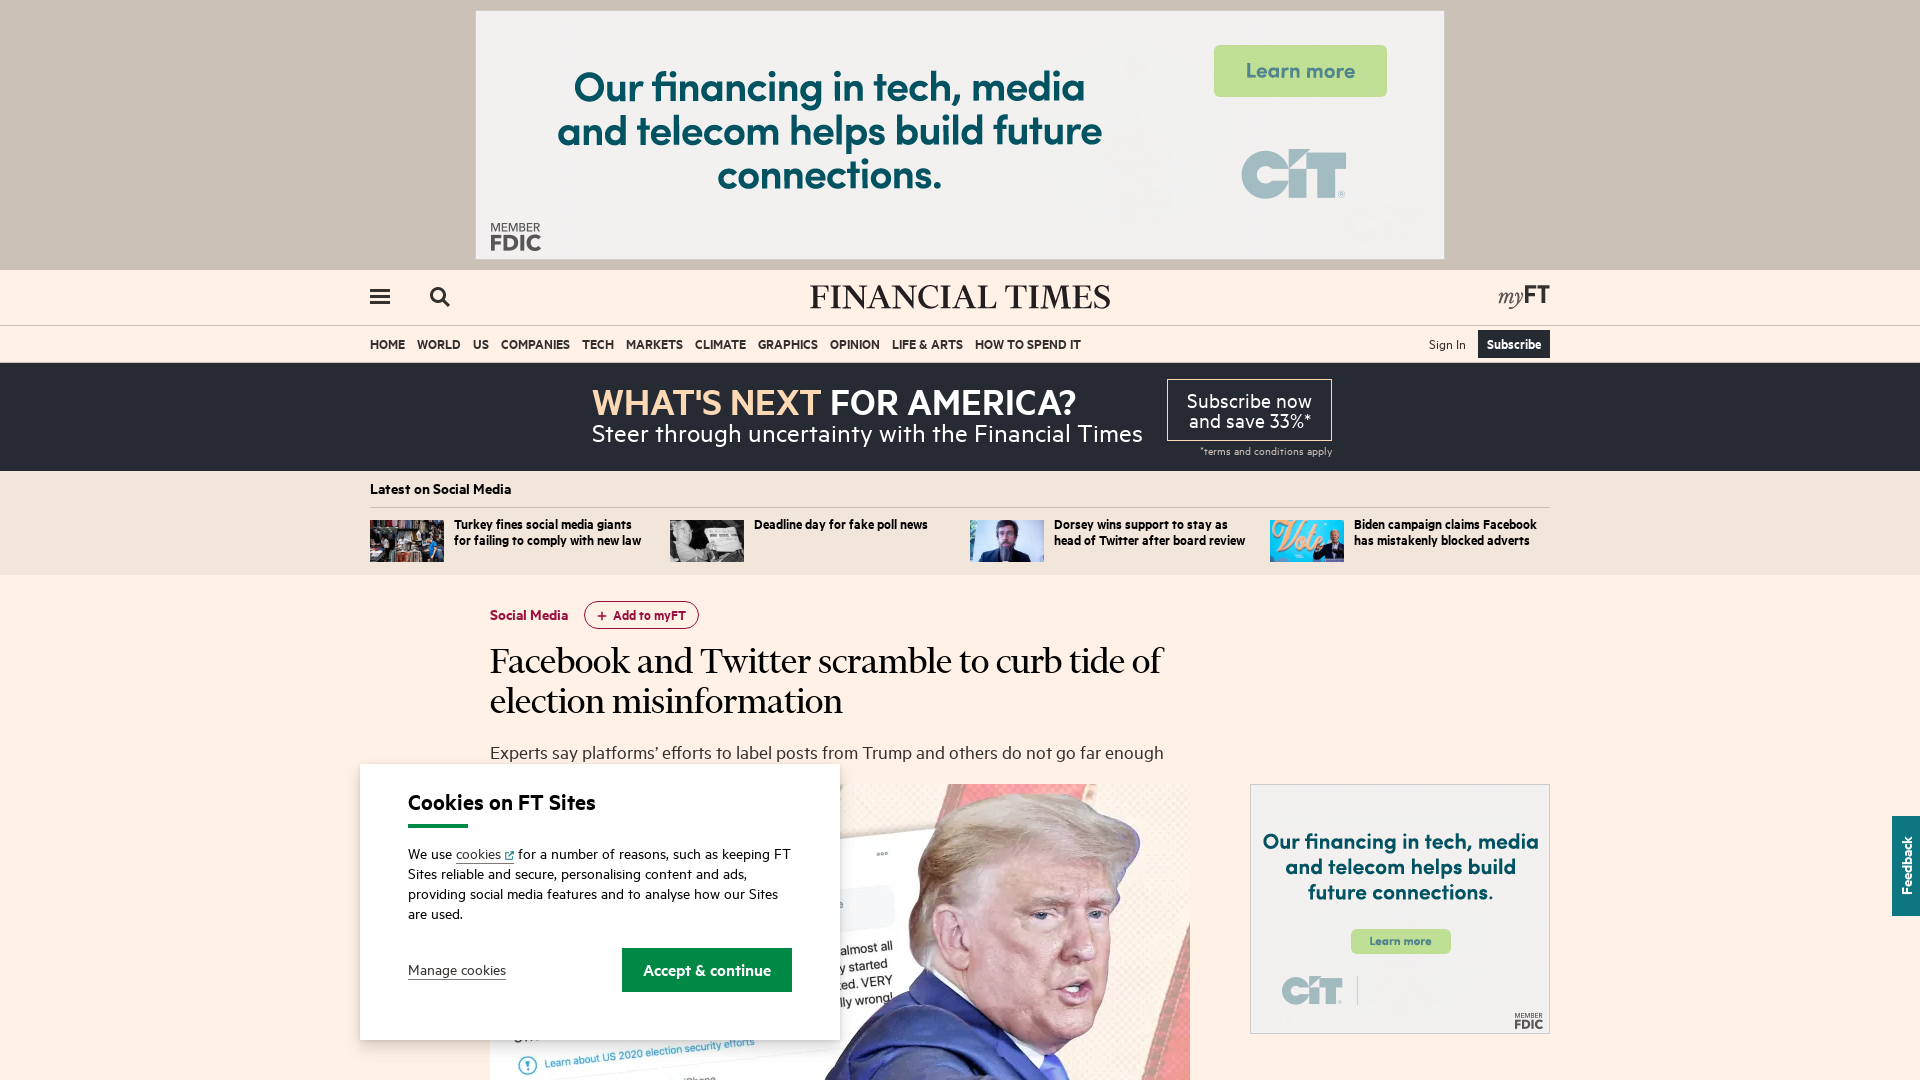 Our financing in tech, media
and telecom helps build future
connections.
Learn more
CIT
MEMBER
FDIC
FINANCIAL TIMES
myFT
HOME WORLD US COMPANIES TECH MARKETS CLIMATE GRAPHICS OPINION LIFE & ARTS HOW TO SPEND IT
Sign In Subscribe
WHAT'S NEXT FOR AMERICA?
Steer through uncertainty with the Financial Times
Subscribe now
and save 33%*
*terms and conditions apply
Latest on Social Media
Turkey fines social media giants
for failing to comply with new law
Deadline day for fake poll news
Dorsey wins support to stay as
head of Twitter after board review
Biden campaign claims Facebook
has mistakenly blocked adverts
Vote
Social Media
+ Add to myFT
Facebook and Twitter scramble to curb tide of
election misinformation
Experts say platforms’ efforts to label posts from Trump and others do not go far enough
Cookies on FT Sites
We use cookies for a number of reasons, such as keeping FT
Sites reliable and secure, personalising content and ads,
providing social media features and to analyse how our Sites
are used.
Manage cookies
Accept & continue
almost all
y started
ted. VERY
lly wrong!
Learn about US 2020 election security efforts
Our financing in tech, media
and telecom helps build
future connections.
Learn more
CIT
MEMBER
FDIC
Feedback